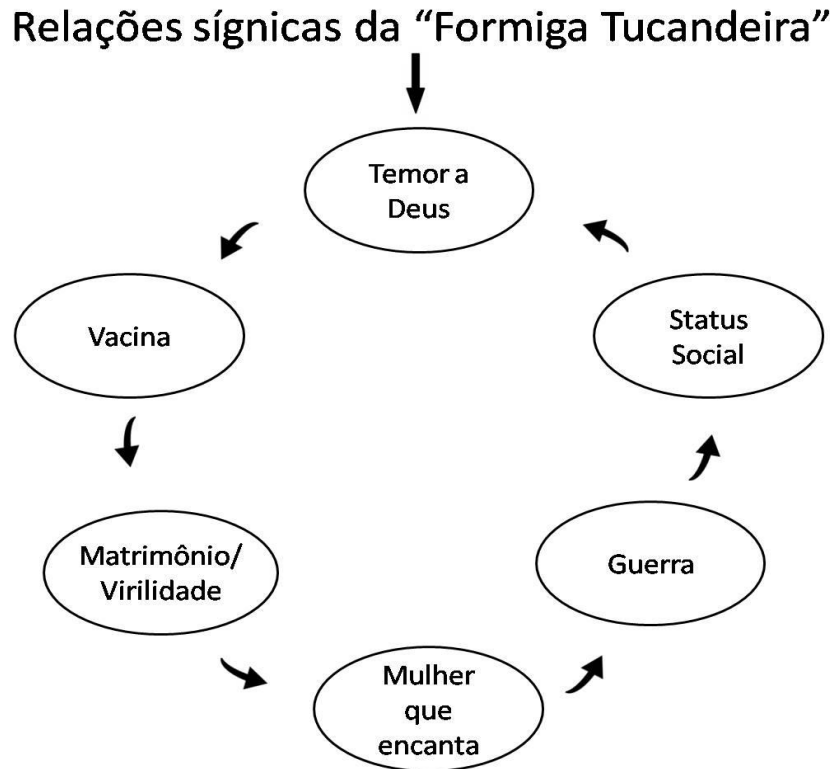 Relações sígnicas da “Formiga Tucandeira”
Temor a
Deus
Vacina
Status
Social
Matrimônio/
Virilidade
Guerra
Mulher
que
encanta